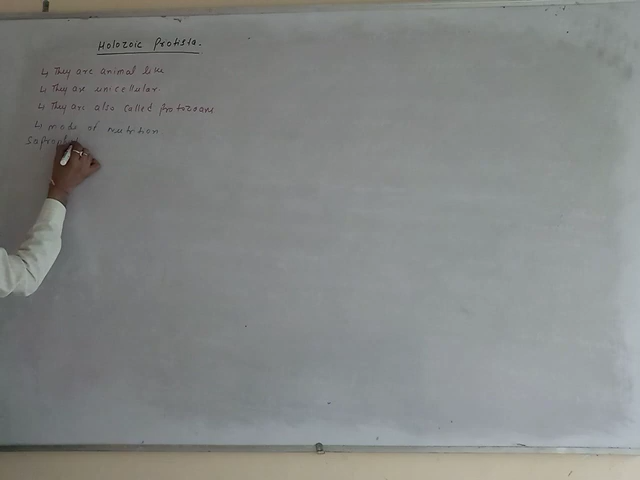 Holozoic Protista.
↳ They are animal like
↳ They are unicellular.
↳ They are also called Protozoans
↳ mode of nutrition